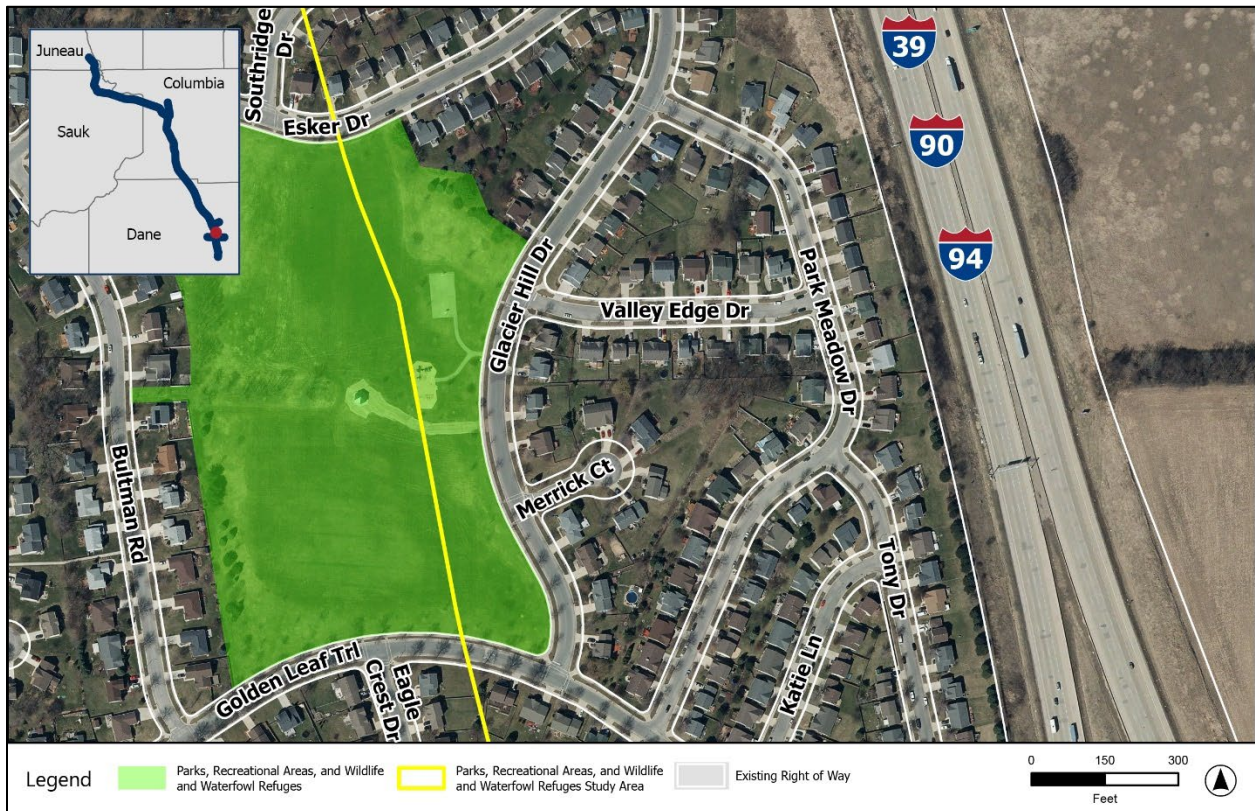 Juneau
Columbia
Sauk
Dane
Southridge
Dr
Esker Dr
39
90
94
Glacier Hill Dr
Valley Edge Dr
Park Meadow Dr
Merrick Ct
Bultman Rd
Tony Dr
Katie Ln
Golden Leaf Trl
Eagle
Crest Dr
Legend
Parks, Recreational Areas, and Wildlife
and Waterfowl Refuges
Parks, Recreational Areas, and Wildlife
and Waterfowl Refuges Study Area
Existing Right of Way
0 150 300
Feet